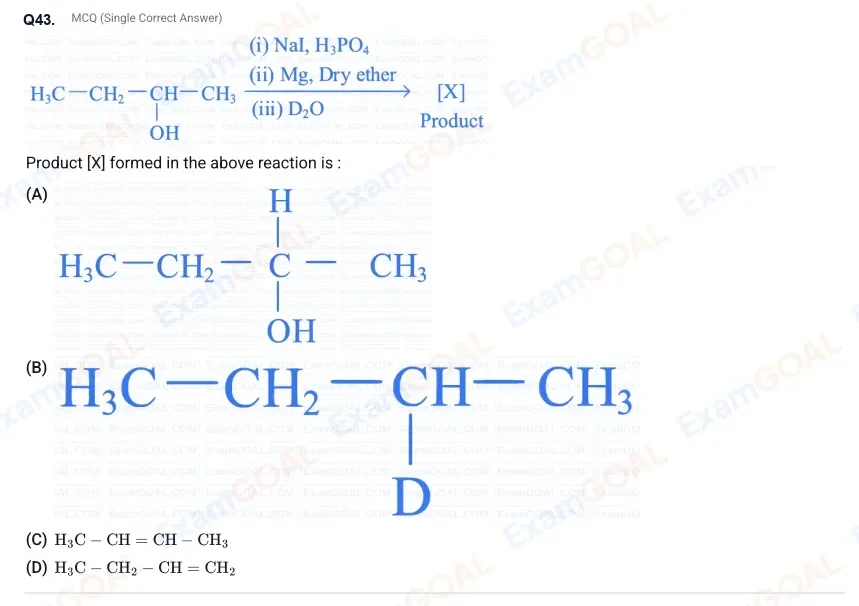 Q43. MCQ (Single Correct Answer)
(i) NaI, H₃PO₄
(ii) Mg, Dry ether
H₃C—CH₂—CH—CH₃ [X]
(iii) D₂O
OH Product
Product [X] formed in the above reaction is :
(A)
H
H₃C—CH₂—C—CH₃
OH
(B) H₃C—CH₂—CH—CH₃
D
(C) H₃C – CH = CH – CH₃
(D) H₃C – CH₂ – CH = CH₂
ExamGOAL